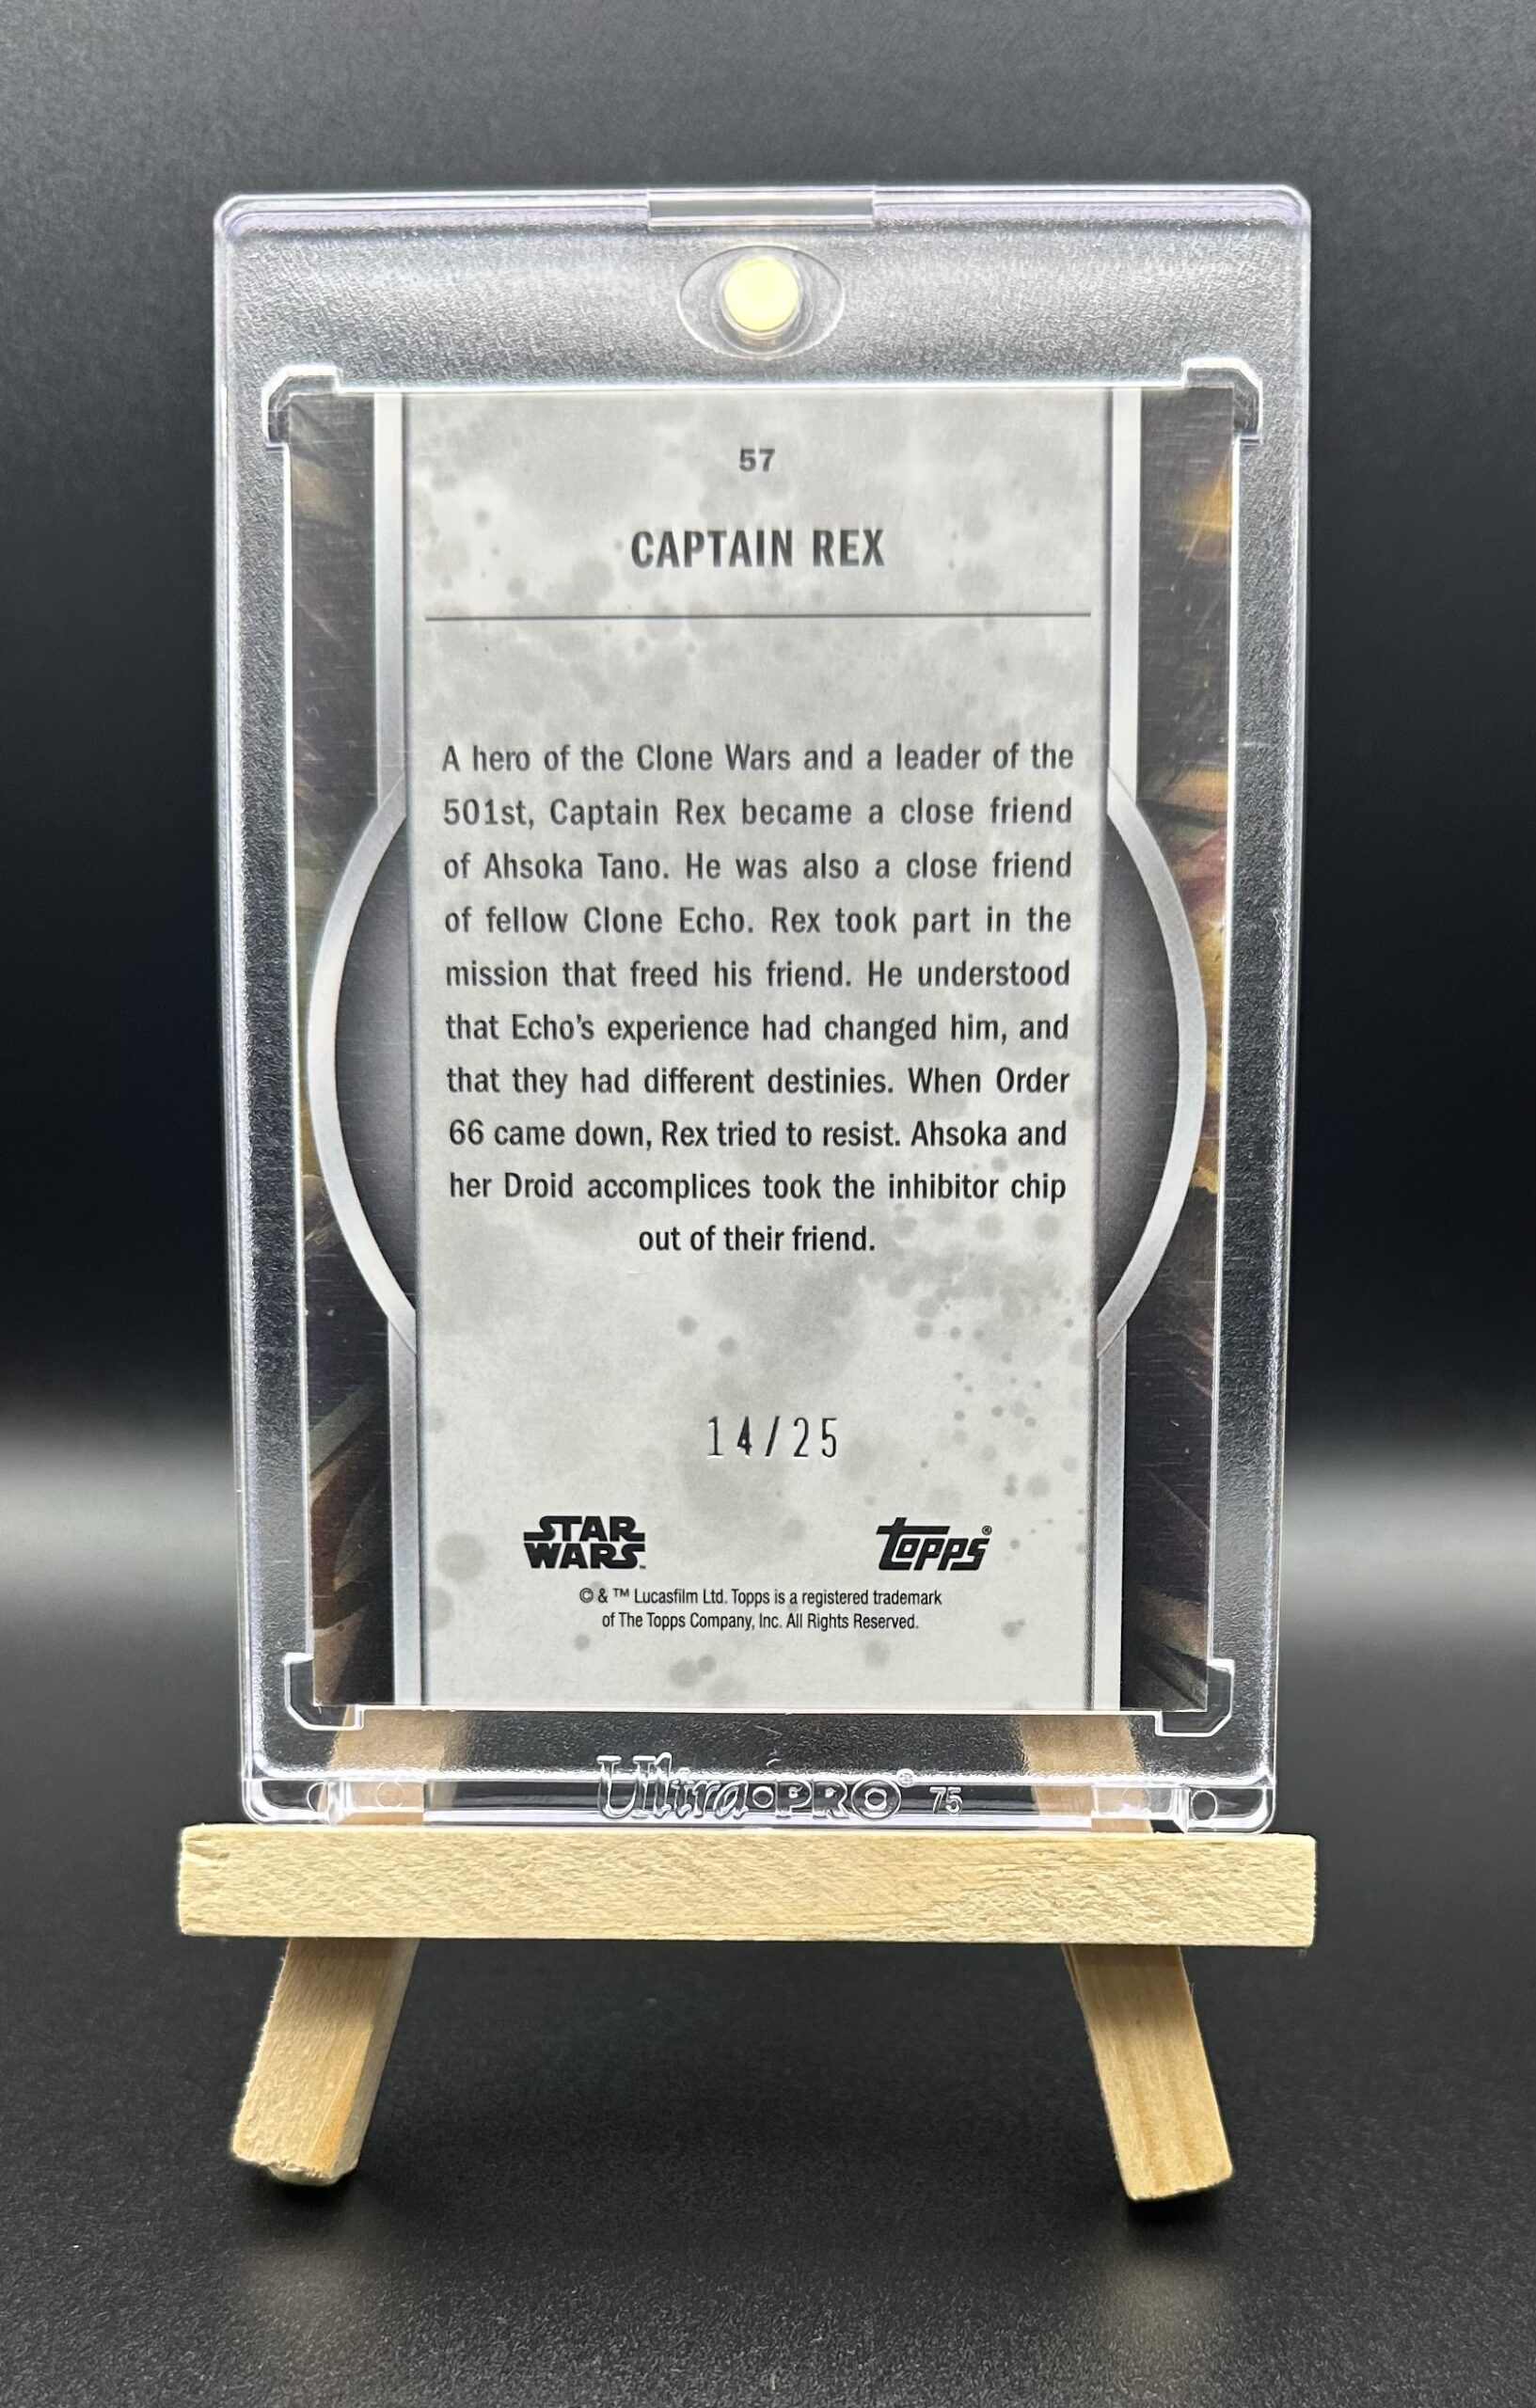 57
CAPTAIN REX
A hero of the Clone Wars and a leader of the
501st, Captain Rex became a close friend
of Ahsoka Tano. He was also a close friend
of fellow Clone Echo. Rex took part in the
mission that freed his friend. He understood
that Echo’s experience had changed him, and
that they had different destinies. When Order
66 came down, Rex tried to resist. Ahsoka and
her Droid accomplices took the inhibitor chip
out of their friend.
14/25
STAR WARS™ Topps®
© & ™ Lucasfilm Ltd. Topps is a registered trademark
of The Topps Company, Inc. All Rights Reserved.
Ultra•PRO® 75